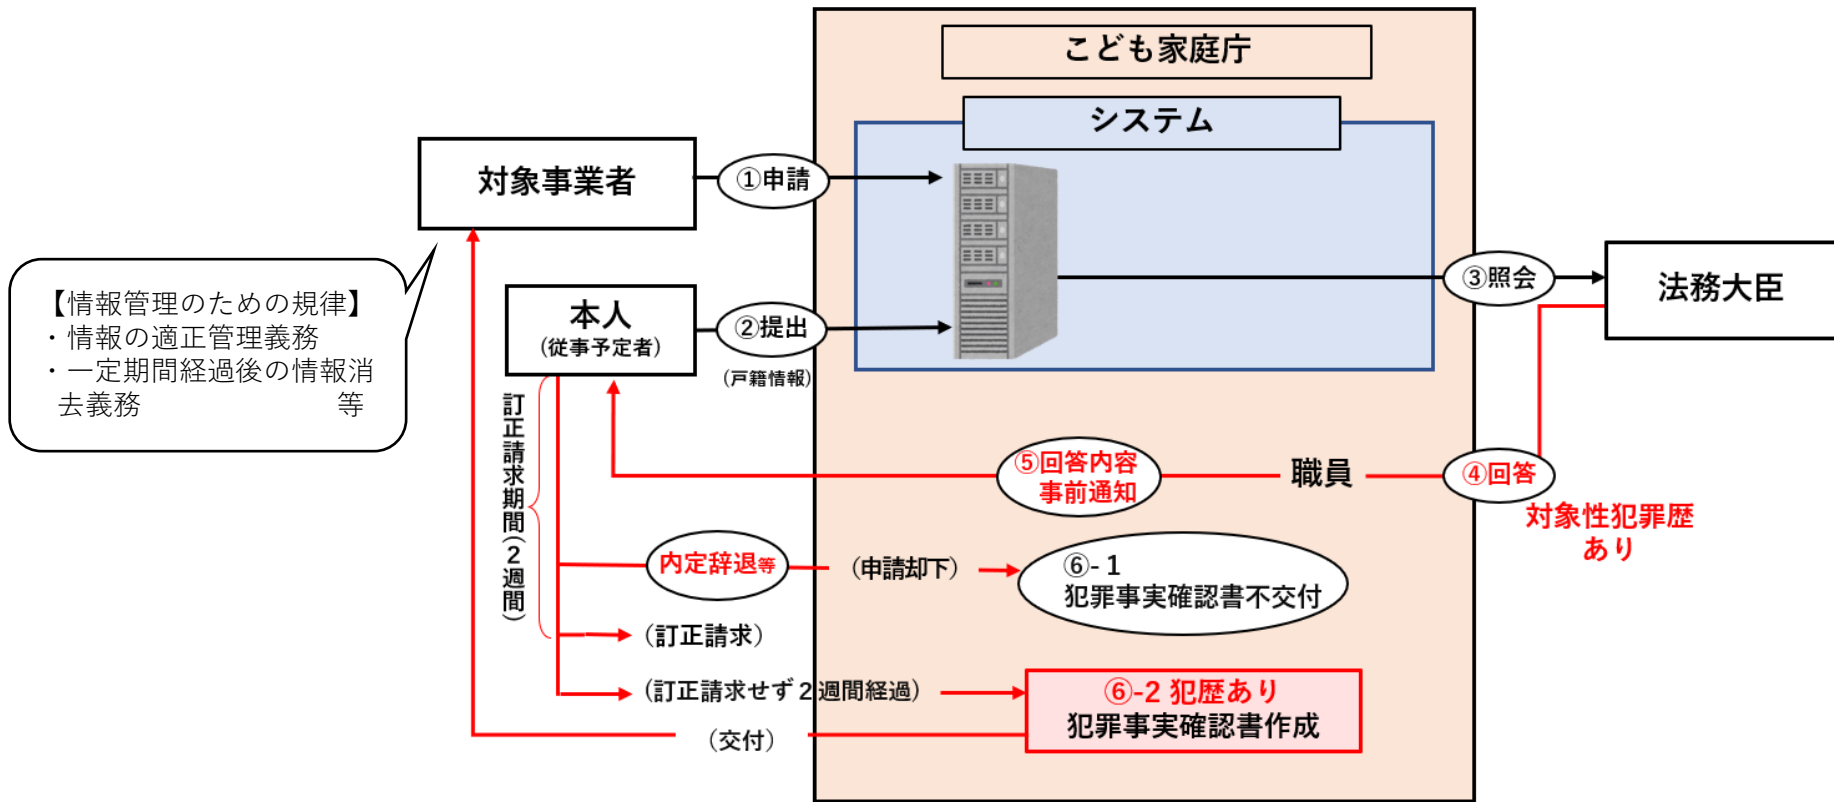 こども家庭庁
システム
対象事業者
①申請
【情報管理のための規律】
・情報の適正管理義務
・一定期間経過後の情報消
去義務 等
本人
(従事予定者)
②提出
(戸籍情報)
③照会
法務大臣
訂正請求期間(2週間)
⑤回答内容
事前通知
職員
④回答
対象性犯罪歴
あり
内定辞退等
(申請却下)
⑥-1
犯罪事実確認書不交付
(訂正請求)
(訂正請求せず2週間経過)
⑥-2 犯歴あり
犯罪事実確認書作成
(交付)